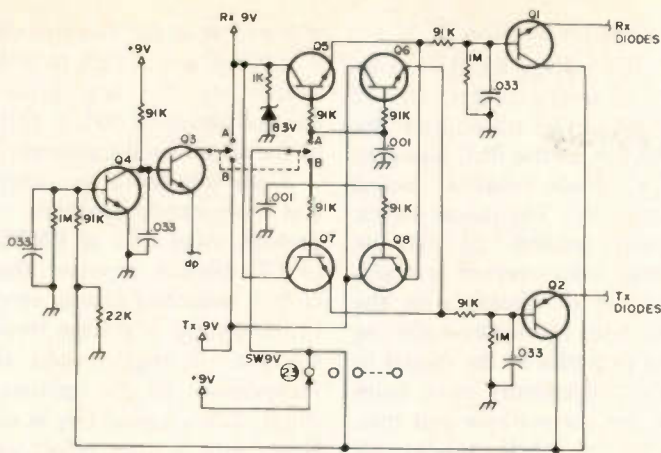 Rx 9V
Q5
Q6
Q1
Rx
DIODES
+9V
1K
91K
1M
.033
91K
8.3V
91K
91K
A
A
.001
Q4
Q3
B
B
.001
91K
91K
.033
1M
91K
.033
dp
Q7
Q8
22K
91K
Q2
Tx
DIODES
1M
.033
Tx 9V
SW9V
+9V
23